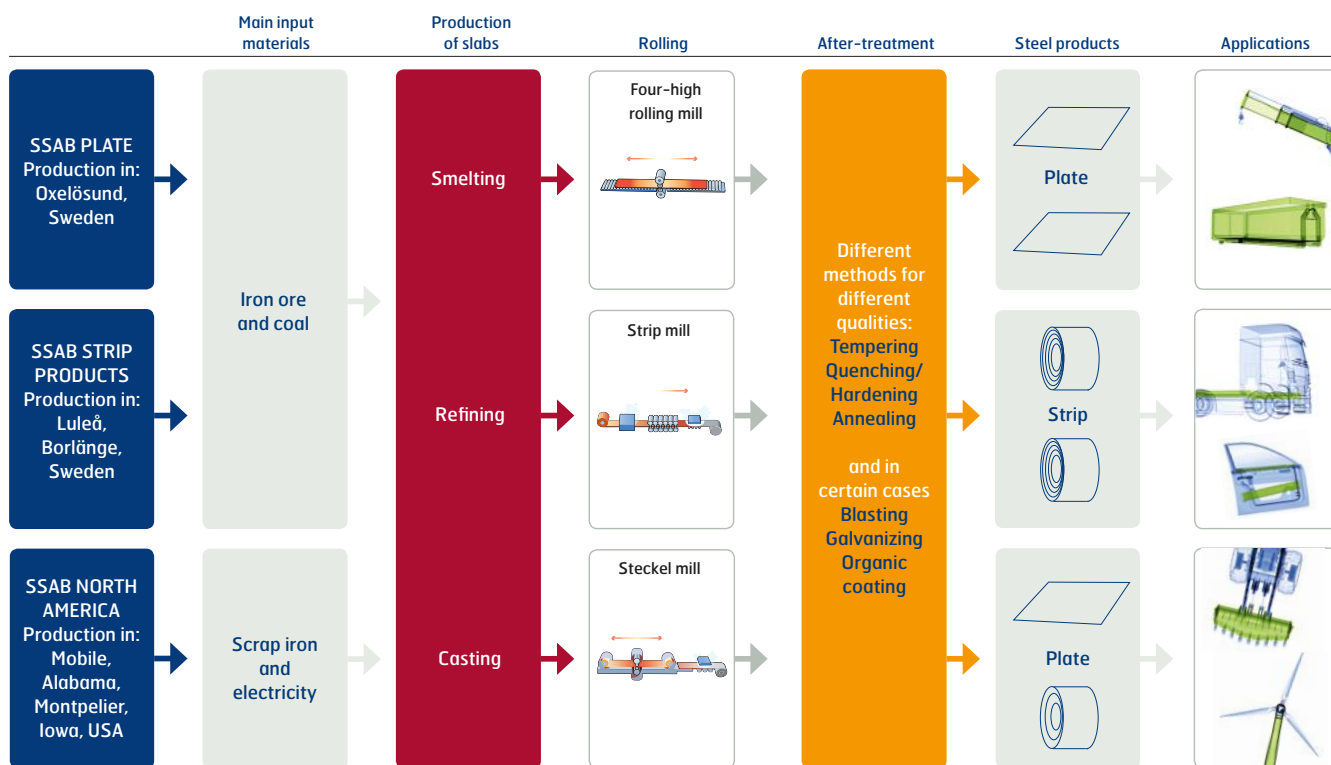 Main input
materials
Production
of slabs
Rolling
After-treatment
Steel products
Applications
SSAB PLATE
Production in:
Oxelösund,
Sweden
SSAB STRIP
PRODUCTS
Production in:
Luleå,
Borlänge,
Sweden
SSAB NORTH
AMERICA
Production in:
Mobile,
Alabama,
Montpelier,
Iowa, USA
Iron ore
and coal
Scrap iron
and
electricity
Smelting
Refining
Casting
Four-high
rolling mill
Strip mill
Steckel mill
Different
methods for
different
qualities:
Tempering
Quenching/
Hardening
Annealing
and in
certain cases
Blasting
Galvanizing
Organic
coating
Plate
Strip
Plate